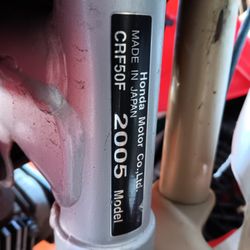 Honda Motor Co.,Ltd.
MADE IN JAPAN
CRF50F 2005 Model